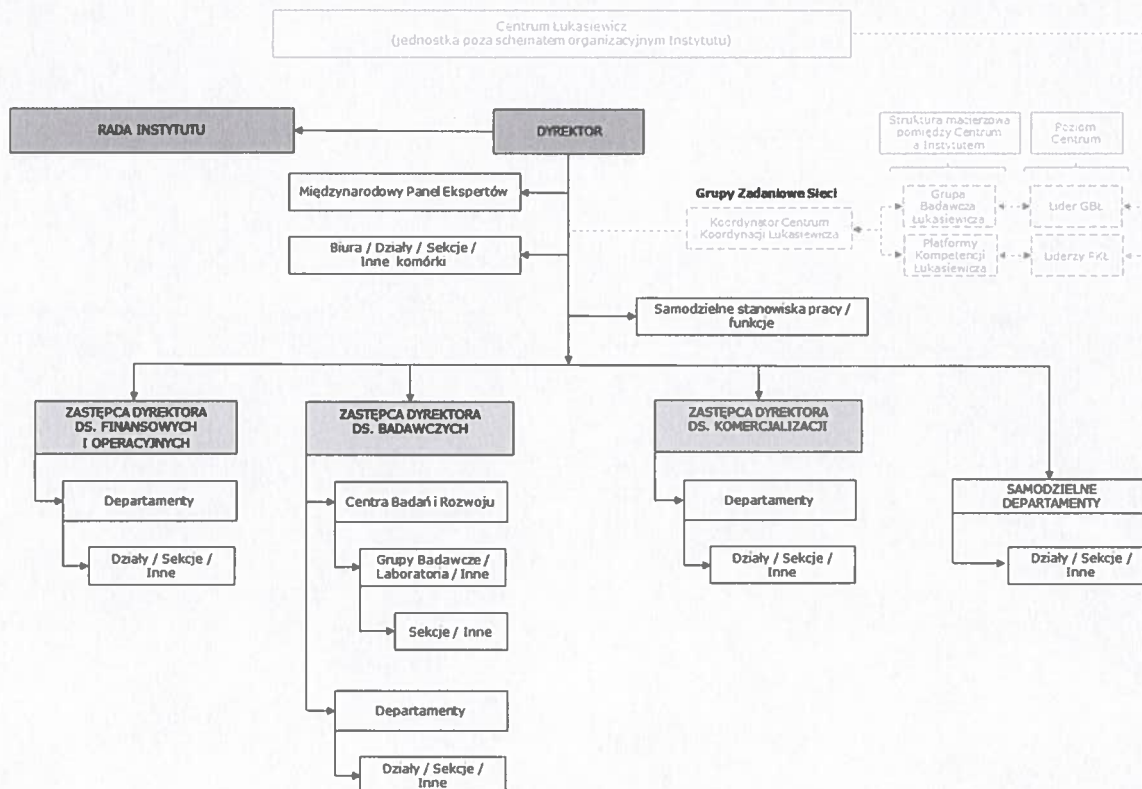 Centrum Łukasiewicz
(jednostka poza schematem organizacyjnym Instytutu)
RADA INSTYTUTU
DYREKTOR
Struktura macierzowa
pomiędzy Centrum
a Instytutem
Poziom
Centrum
Międzynarodowy Panel Ekspertów
Grupy Zadaniowe Sieci
Koordynator Centrum
Koordynacji Łukasiewicza
Grupa
Badawcza
Łukasiewicza
Lider GBŁ
Biura / Działy / Sekcje /
Inne komórki
Platformy
Kompetencji
Łukasiewicza
Liderzy PKŁ
Samodzielne stanowiska pracy /
funkcje
ZASTĘPCA DYREKTORA
DS. FINANSOWYCH
I OPERACYJNYCH
ZASTĘPCA DYREKTORA
DS. BADAWCZYCH
ZASTĘPCA DYREKTORA
DS. KOMERCJALIZACJI
SAMODZIELNE
DEPARTAMENTY
Departamenty
Centra Badań i Rozwoju
Departamenty
Działy / Sekcje /
Inne
Grupy Badawcze /
Laboratoria / Inne
Działy / Sekcje /
Inne
Działy / Sekcje /
Inne
Sekcje / Inne
Departamenty
Działy / Sekcje /
Inne